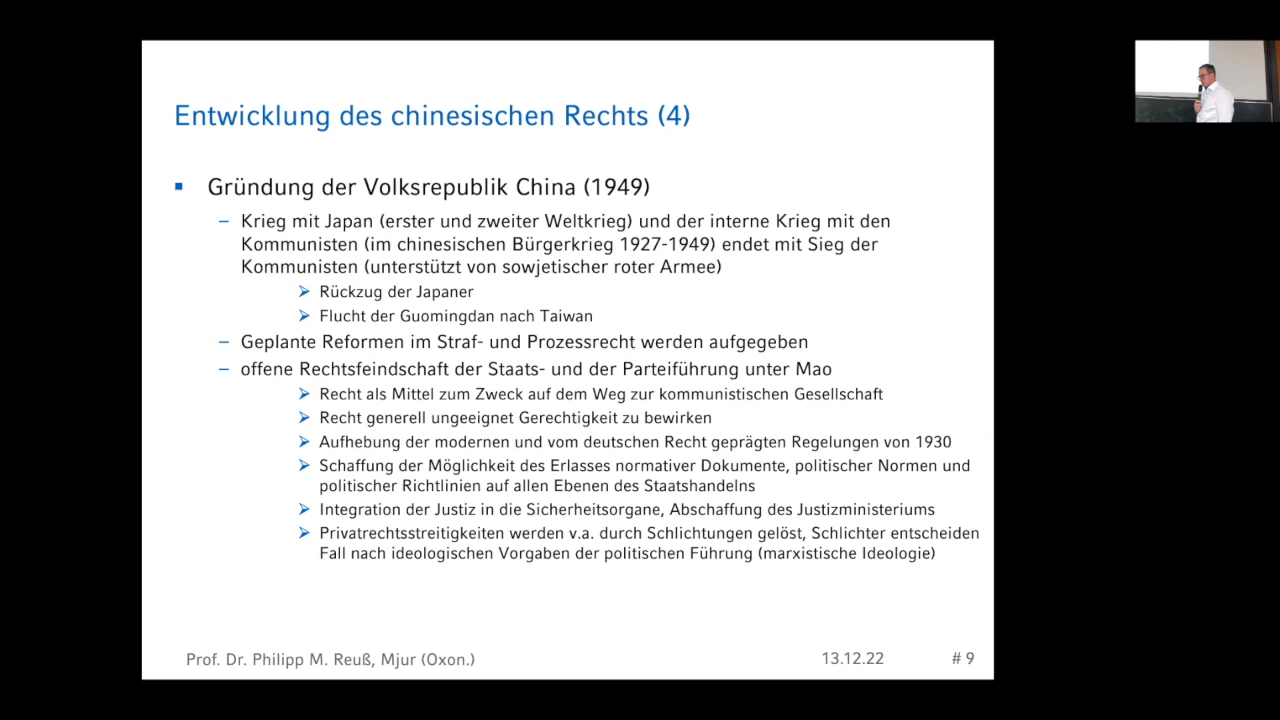 Entwicklung des chinesischen Rechts (4)
▪ Gründung der Volksrepublik China (1949)
– Krieg mit Japan (erster und zweiter Weltkrieg) und der interne Krieg mit den
Kommunisten (im chinesischen Bürgerkrieg 1927-1949) endet mit Sieg der
Kommunisten (unterstützt von sowjetischer roter Armee)
➢ Rückzug der Japaner
➢ Flucht der Guomingdan nach Taiwan
– Geplante Reformen im Straf- und Prozessrecht werden aufgegeben
– offene Rechtsfeindschaft der Staats- und der Parteiführung unter Mao
➢ Recht als Mittel zum Zweck auf dem Weg zur kommunistischen Gesellschaft
➢ Recht generell ungeeignet Gerechtigkeit zu bewirken
➢ Aufhebung der modernen und vom deutschen Recht geprägten Regelungen von 1930
➢ Schaffung der Möglichkeit des Erlasses normativer Dokumente, politischer Normen und
politischer Richtlinien auf allen Ebenen des Staatshandelns
➢ Integration der Justiz in die Sicherheitsorgane, Abschaffung des Justizministeriums
➢ Privatrechtsstreitigkeiten werden v.a. durch Schlichtungen gelöst, Schlichter entscheiden
Fall nach ideologischen Vorgaben der politischen Führung (marxistische Ideologie)
Prof. Dr. Philipp M. Reuß, Mjur (Oxon.) 13.12.22 # 9